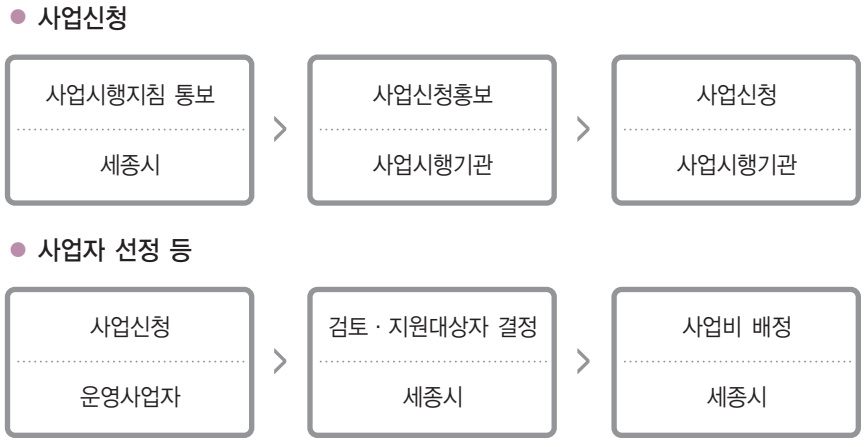 사업신청
사업시행지침 통보
세종시
사업신청홍보
사업시행기관
사업신청
사업시행기관
사업자 선정 등
사업신청
운영사업자
검토 · 지원대상자 결정
세종시
사업비 배정
세종시